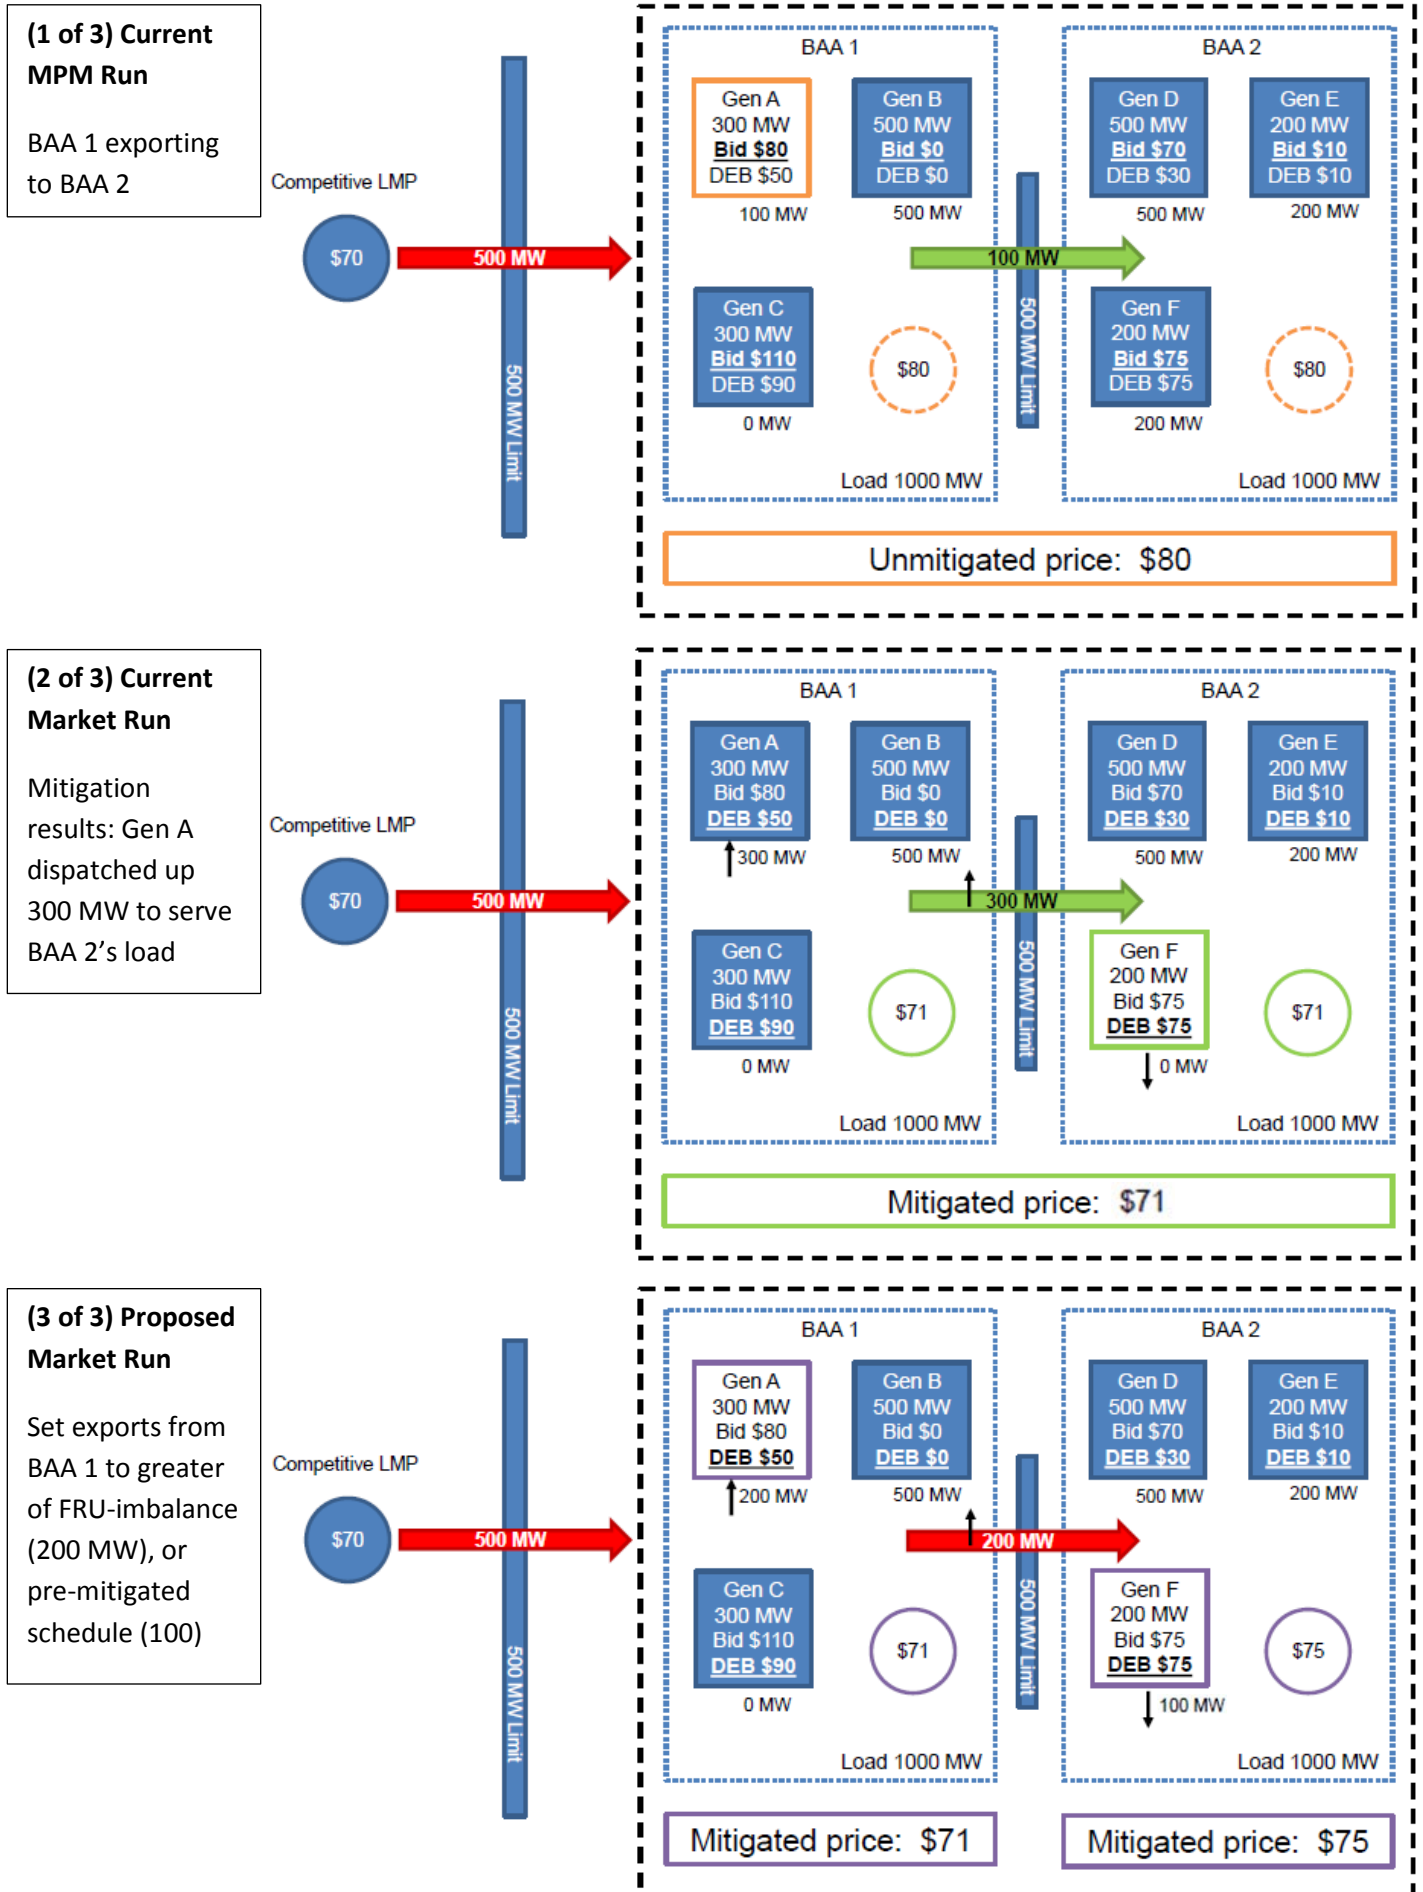 (1 of 3) Current
MPM Run
BAA 1 exporting
to BAA 2
Competitive LMP
$70
500 MW
500 MW Limit
BAA 1
Gen A
300 MW
Bid $80
DEB $50
100 MW
Gen B
500 MW
Bid $0
DEB $0
500 MW
Gen C
300 MW
Bid $110
DEB $90
0 MW
$80
Load 1000 MW
100 MW
500 MW Limit
BAA 2
Gen D
500 MW
Bid $70
DEB $30
500 MW
Gen E
200 MW
Bid $10
DEB $10
200 MW
Gen F
200 MW
Bid $75
DEB $75
200 MW
$80
Load 1000 MW
Unmitigated price: $80
(2 of 3) Current
Market Run
Mitigation
results: Gen A
dispatched up
300 MW to serve
BAA 2’s load
Competitive LMP
$70
500 MW
500 MW Limit
BAA 1
Gen A
300 MW
Bid $80
DEB $50
300 MW
Gen B
500 MW
Bid $0
DEB $0
500 MW
Gen C
300 MW
Bid $110
DEB $90
0 MW
$71
Load 1000 MW
300 MW
500 MW Limit
BAA 2
Gen D
500 MW
Bid $70
DEB $30
500 MW
Gen E
200 MW
Bid $10
DEB $10
200 MW
Gen F
200 MW
Bid $75
DEB $75
0 MW
$71
Load 1000 MW
Mitigated price: $71
(3 of 3) Proposed
Market Run
Set exports from
BAA 1 to greater
of FRU-imbalance
(200 MW), or
pre-mitigated
schedule (100)
Competitive LMP
$70
500 MW
500 MW Limit
BAA 1
Gen A
300 MW
Bid $80
DEB $50
200 MW
Gen B
500 MW
Bid $0
DEB $0
500 MW
Gen C
300 MW
Bid $110
DEB $90
0 MW
$71
Load 1000 MW
200 MW
500 MW Limit
BAA 2
Gen D
500 MW
Bid $70
DEB $30
500 MW
Gen E
200 MW
Bid $10
DEB $10
200 MW
Gen F
200 MW
Bid $75
DEB $75
100 MW
$75
Load 1000 MW
Mitigated price: $71
Mitigated price: $75